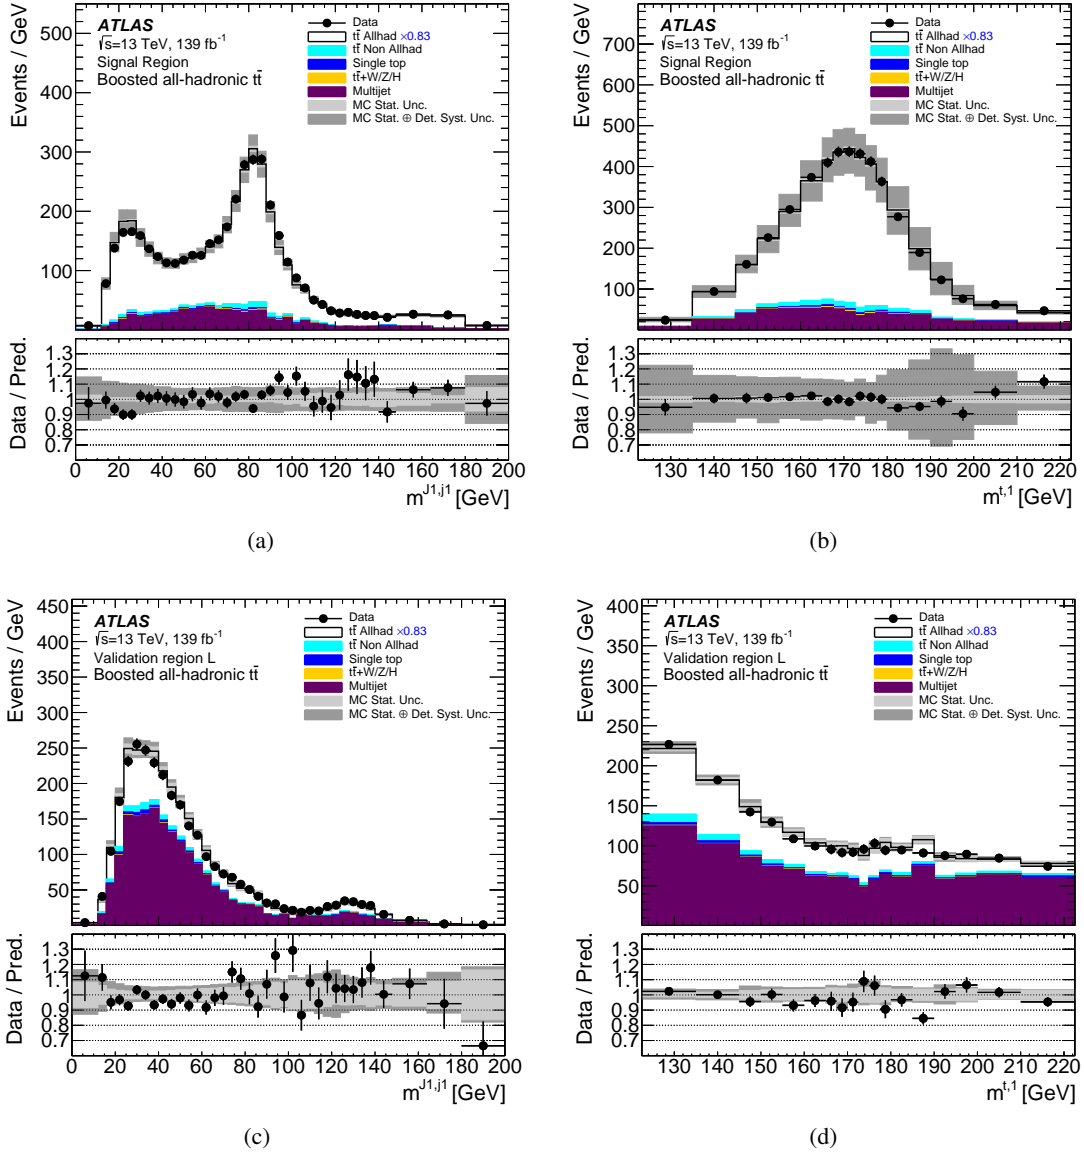 Events / GeV
500
400
300
200
100
ATLAS
√s=13 TeV, 139 fb⁻¹
Signal Region
Boosted all-hadronic tt̄
Data
tt̄ Allhad ×0.83
tt̄ Non Allhad
Single top
tt̄+W/Z/H
Multijet
MC Stat. Unc.
MC Stat. ⊕ Det. Syst. Unc.
Data / Pred.
1.3
1.2
1.1
1
0.9
0.8
0.7
0 20 40 60 80 100 120 140 160 180 200
m^{J1,j1} [GeV]
(a)
Events / GeV
700
600
500
400
300
200
100
ATLAS
√s=13 TeV, 139 fb⁻¹
Signal Region
Boosted all-hadronic tt̄
Data
tt̄ Allhad ×0.83
tt̄ Non Allhad
Single top
tt̄+W/Z/H
Multijet
MC Stat. Unc.
MC Stat. ⊕ Det. Syst. Unc.
Data / Pred.
1.3
1.2
1.1
1
0.9
0.8
0.7
130 140 150 160 170 180 190 200 210 220
m^{t,1} [GeV]
(b)
Events / GeV
450
400
350
300
250
200
150
100
50
ATLAS
√s=13 TeV, 139 fb⁻¹
Validation region L
Boosted all-hadronic tt̄
Data
tt̄ Allhad ×0.83
tt̄ Non Allhad
Single top
tt̄+W/Z/H
Multijet
MC Stat. Unc.
MC Stat. ⊕ Det. Syst. Unc.
Data / Pred.
1.3
1.2
1.1
1
0.9
0.8
0.7
0 20 40 60 80 100 120 140 160 180 200
m^{J1,j1} [GeV]
(c)
Events / GeV
400
350
300
250
200
150
100
50
ATLAS
√s=13 TeV, 139 fb⁻¹
Validation region L
Boosted all-hadronic tt̄
Data
tt̄ Allhad ×0.83
tt̄ Non Allhad
Single top
tt̄+W/Z/H
Multijet
MC Stat. Unc.
MC Stat. ⊕ Det. Syst. Unc.
Data / Pred.
1.3
1.2
1.1
1
0.9
0.8
0.7
130 140 150 160 170 180 190 200 210 220
m^{t,1} [GeV]
(d)